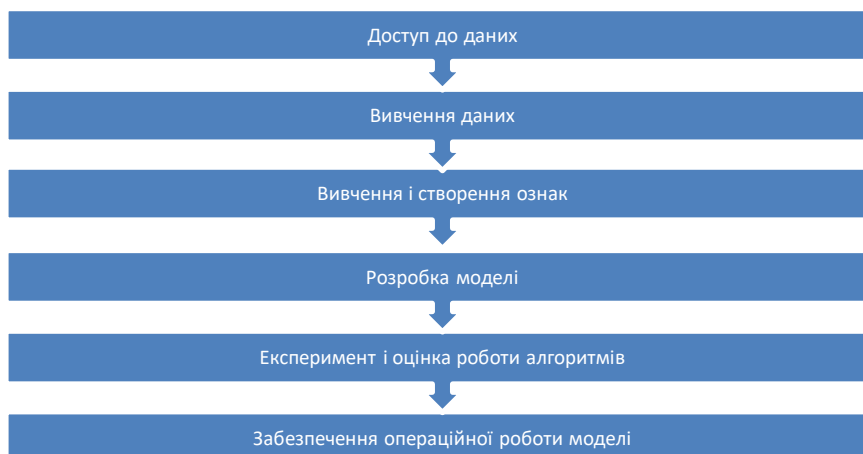 Доступ до даних
Вивчення даних
Вивчення і створення ознак
Розробка моделі
Експеримент і оцінка роботи алгоритмів
Забезпечення операційної роботи моделі